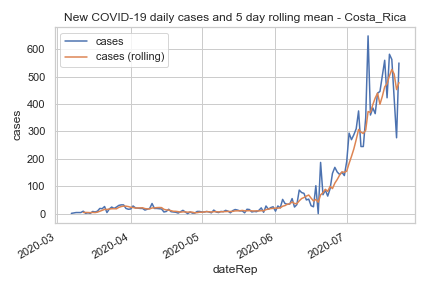 New COVID-19 daily cases and 5 day rolling mean - Costa_Rica
cases
cases (rolling)
600
500
400
300
200
100
0
cases
2020-03
2020-04
2020-05
2020-06
2020-07
dateRep